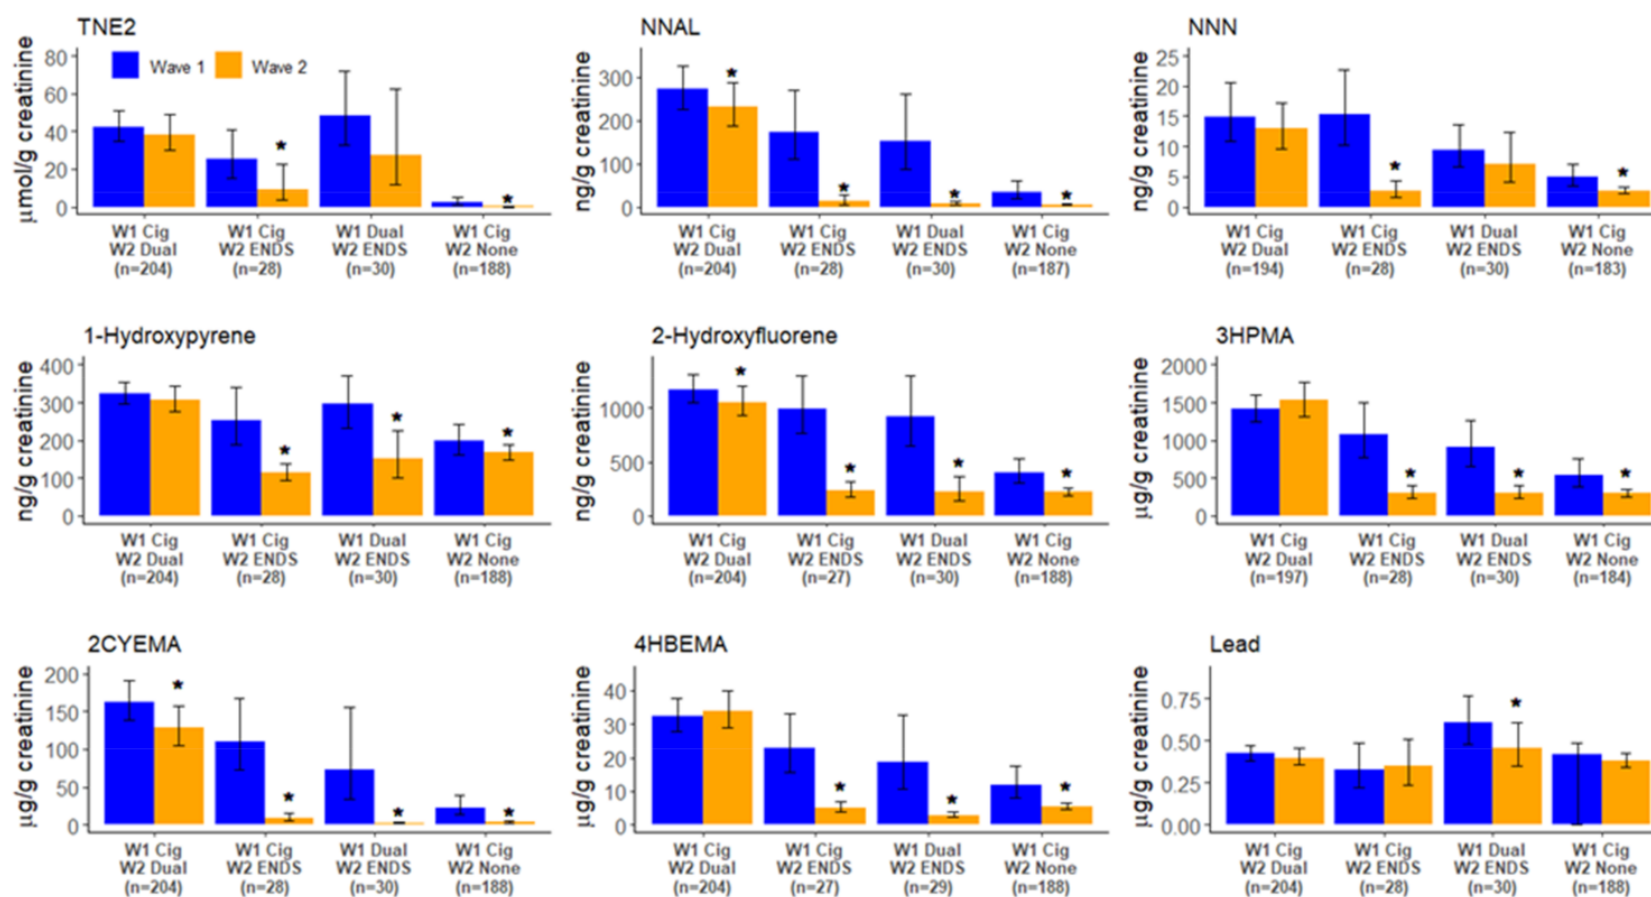 TNE2
μmol/g creatinine
80
60
40
20
0
Wave 1 Wave 2
W1 Cig W1 Cig W1 Dual W1 Cig
W2 Dual W2 ENDS W2 ENDS W2 None
(n=204) (n=28) (n=30) (n=188)
NNAL
ng/g creatinine
300
200
100
0
W1 Cig W1 Cig W1 Dual W1 Cig
W2 Dual W2 ENDS W2 ENDS W2 None
(n=204) (n=28) (n=30) (n=187)
NNN
ng/g creatinine
25
20
15
10
5
0
W1 Cig W1 Cig W1 Dual W1 Cig
W2 Dual W2 ENDS W2 ENDS W2 None
(n=194) (n=28) (n=30) (n=183)
1-Hydroxypyrene
ng/g creatinine
400
300
200
100
0
W1 Cig W1 Cig W1 Dual W1 Cig
W2 Dual W2 ENDS W2 ENDS W2 None
(n=204) (n=28) (n=30) (n=188)
2-Hydroxyfluorene
ng/g creatinine
1000
500
0
W1 Cig W1 Cig W1 Dual W1 Cig
W2 Dual W2 ENDS W2 ENDS W2 None
(n=204) (n=27) (n=30) (n=188)
3HPMA
μg/g creatinine
2000
1500
1000
500
0
W1 Cig W1 Cig W1 Dual W1 Cig
W2 Dual W2 ENDS W2 ENDS W2 None
(n=197) (n=28) (n=30) (n=184)
2CYEMA
μg/g creatinine
200
150
100
50
0
W1 Cig W1 Cig W1 Dual W1 Cig
W2 Dual W2 ENDS W2 ENDS W2 None
(n=204) (n=28) (n=30) (n=188)
4HBEMA
μg/g creatinine
40
30
20
10
0
W1 Cig W1 Cig W1 Dual W1 Cig
W2 Dual W2 ENDS W2 ENDS W2 None
(n=204) (n=27) (n=29) (n=188)
Lead
μg/g creatinine
0.75
0.50
0.25
0.00
W1 Cig W1 Cig W1 Dual W1 Cig
W2 Dual W2 ENDS W2 ENDS W2 None
(n=204) (n=28) (n=30) (n=188)